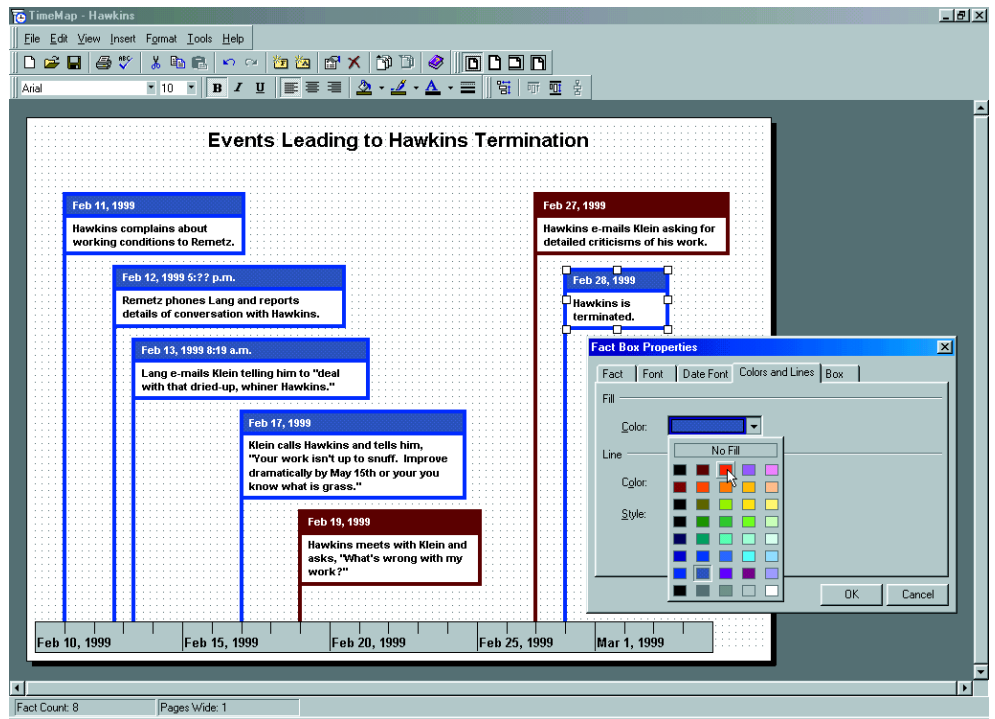 TimeMap - Hawkins
File Edit View Insert Format Tools Help
ABC
Arial 10 B I U A
Events Leading to Hawkins Termination
Feb 11, 1999
Hawkins complains about
working conditions to Remetz.
Feb 12, 1999 5:?? p.m.
Remetz phones Lang and reports
details of conversation with Hawkins.
Feb 13, 1999 8:19 a.m.
Lang e-mails Klein telling him to "deal
with that dried-up, whiner Hawkins."
Feb 17, 1999
Klein calls Hawkins and tells him,
"Your work isn't up to snuff. Improve
dramatically by May 15th or your you
know what is grass."
Feb 19, 1999
Hawkins meets with Klein and
asks, "What's wrong with my
work?"
Feb 27, 1999
Hawkins e-mails Klein asking for
detailed criticisms of his work.
Feb 28, 1999
Hawkins is
terminated.
Fact Box Properties
Fact Font Date Font Colors and Lines Box
Fill
Color:
No Fill
Line
Color:
Style:
OK Cancel
Feb 10, 1999 Feb 15, 1999 Feb 20, 1999 Feb 25, 1999 Mar 1, 1999
Fact Count: 8 Pages Wide: 1